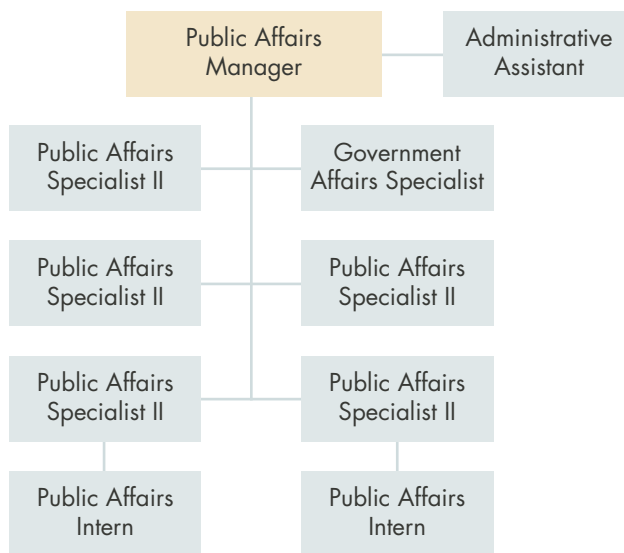 Public Affairs
Manager
Administrative
Assistant
Public Affairs
Specialist II
Government
Affairs Specialist
Public Affairs
Specialist II
Public Affairs
Specialist II
Public Affairs
Specialist II
Public Affairs
Specialist II
Public Affairs
Intern
Public Affairs
Intern